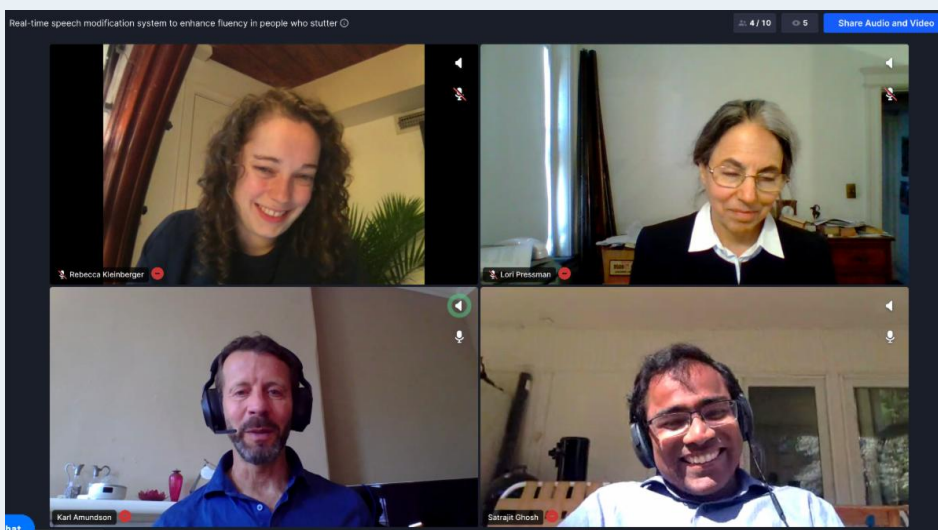 Real-time speech modification system to enhance fluency in people who stutter
4 / 10
5
Share Audio and Video
Rebecca Kleinberger
Lori Pressman
Karl Amundson
Satrajit Ghosh
hat